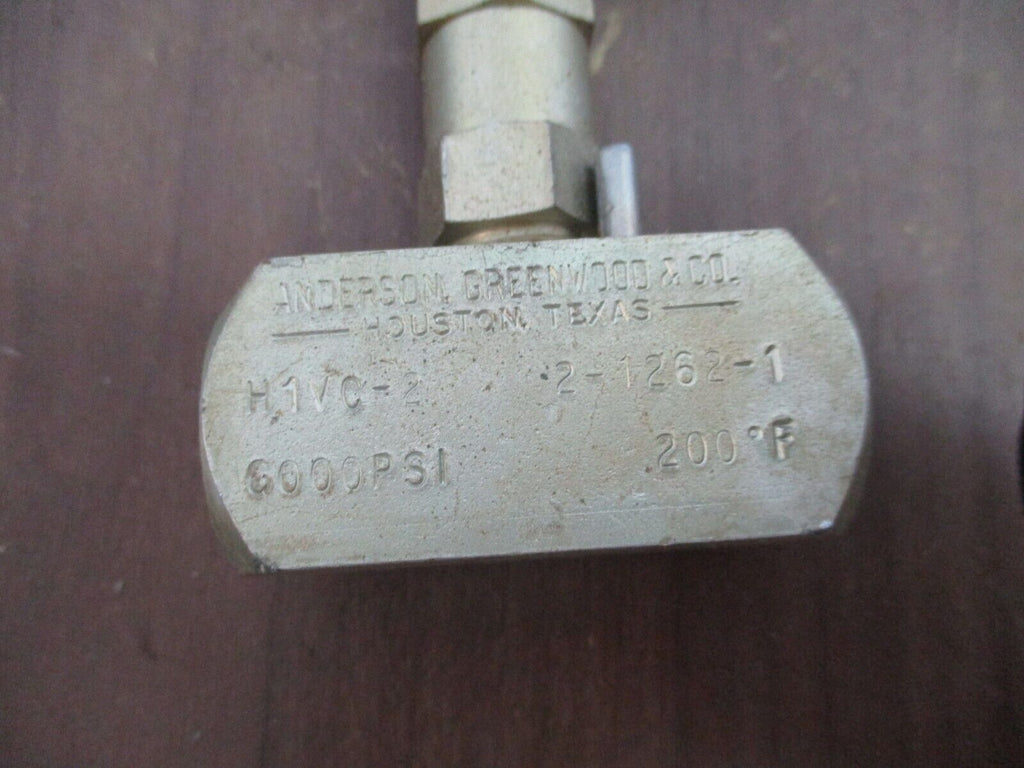 ANDERSON, GREENWOOD & CO.
HOUSTON, TEXAS
H1VC-2 2-1262-1
6000PSI 200°F